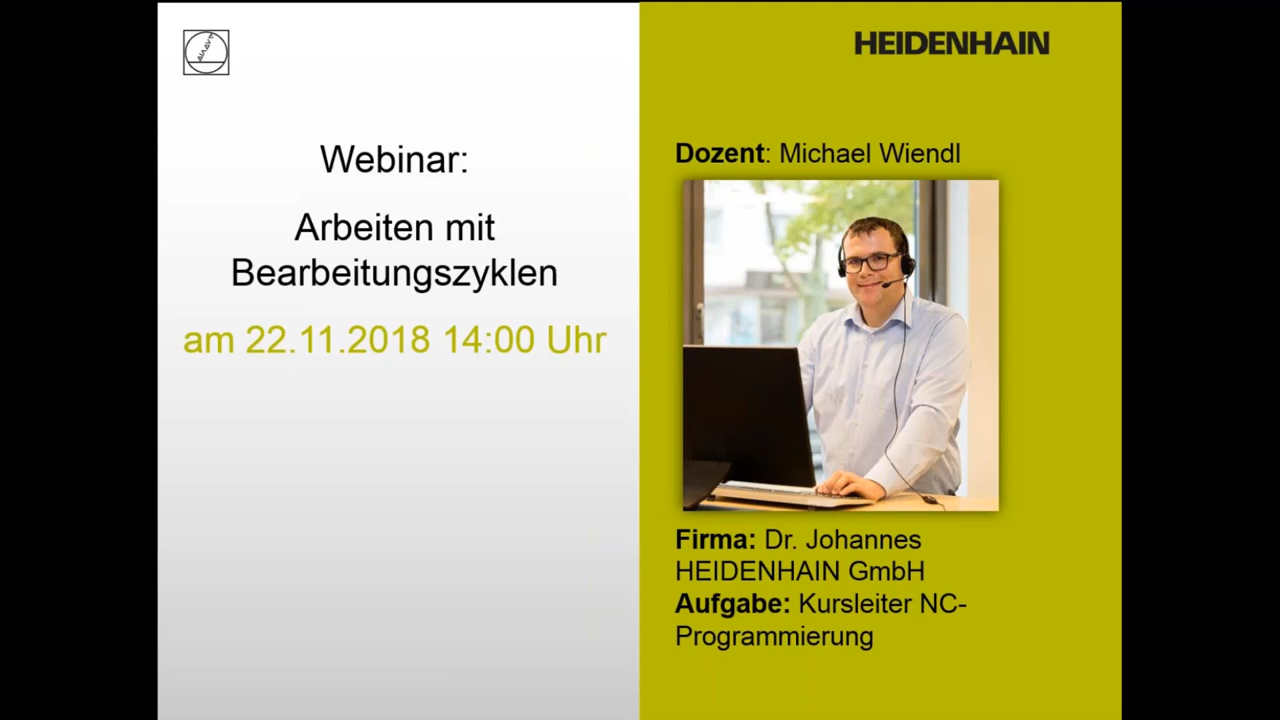 Webinar:
Arbeiten mit
Bearbeitungszyklen
am 22.11.2018 14:00 Uhr
HEIDENHAIN
Dozent: Michael Wiendl
Firma: Dr. Johannes
HEIDENHAIN GmbH
Aufgabe: Kursleiter NC-
Programmierung